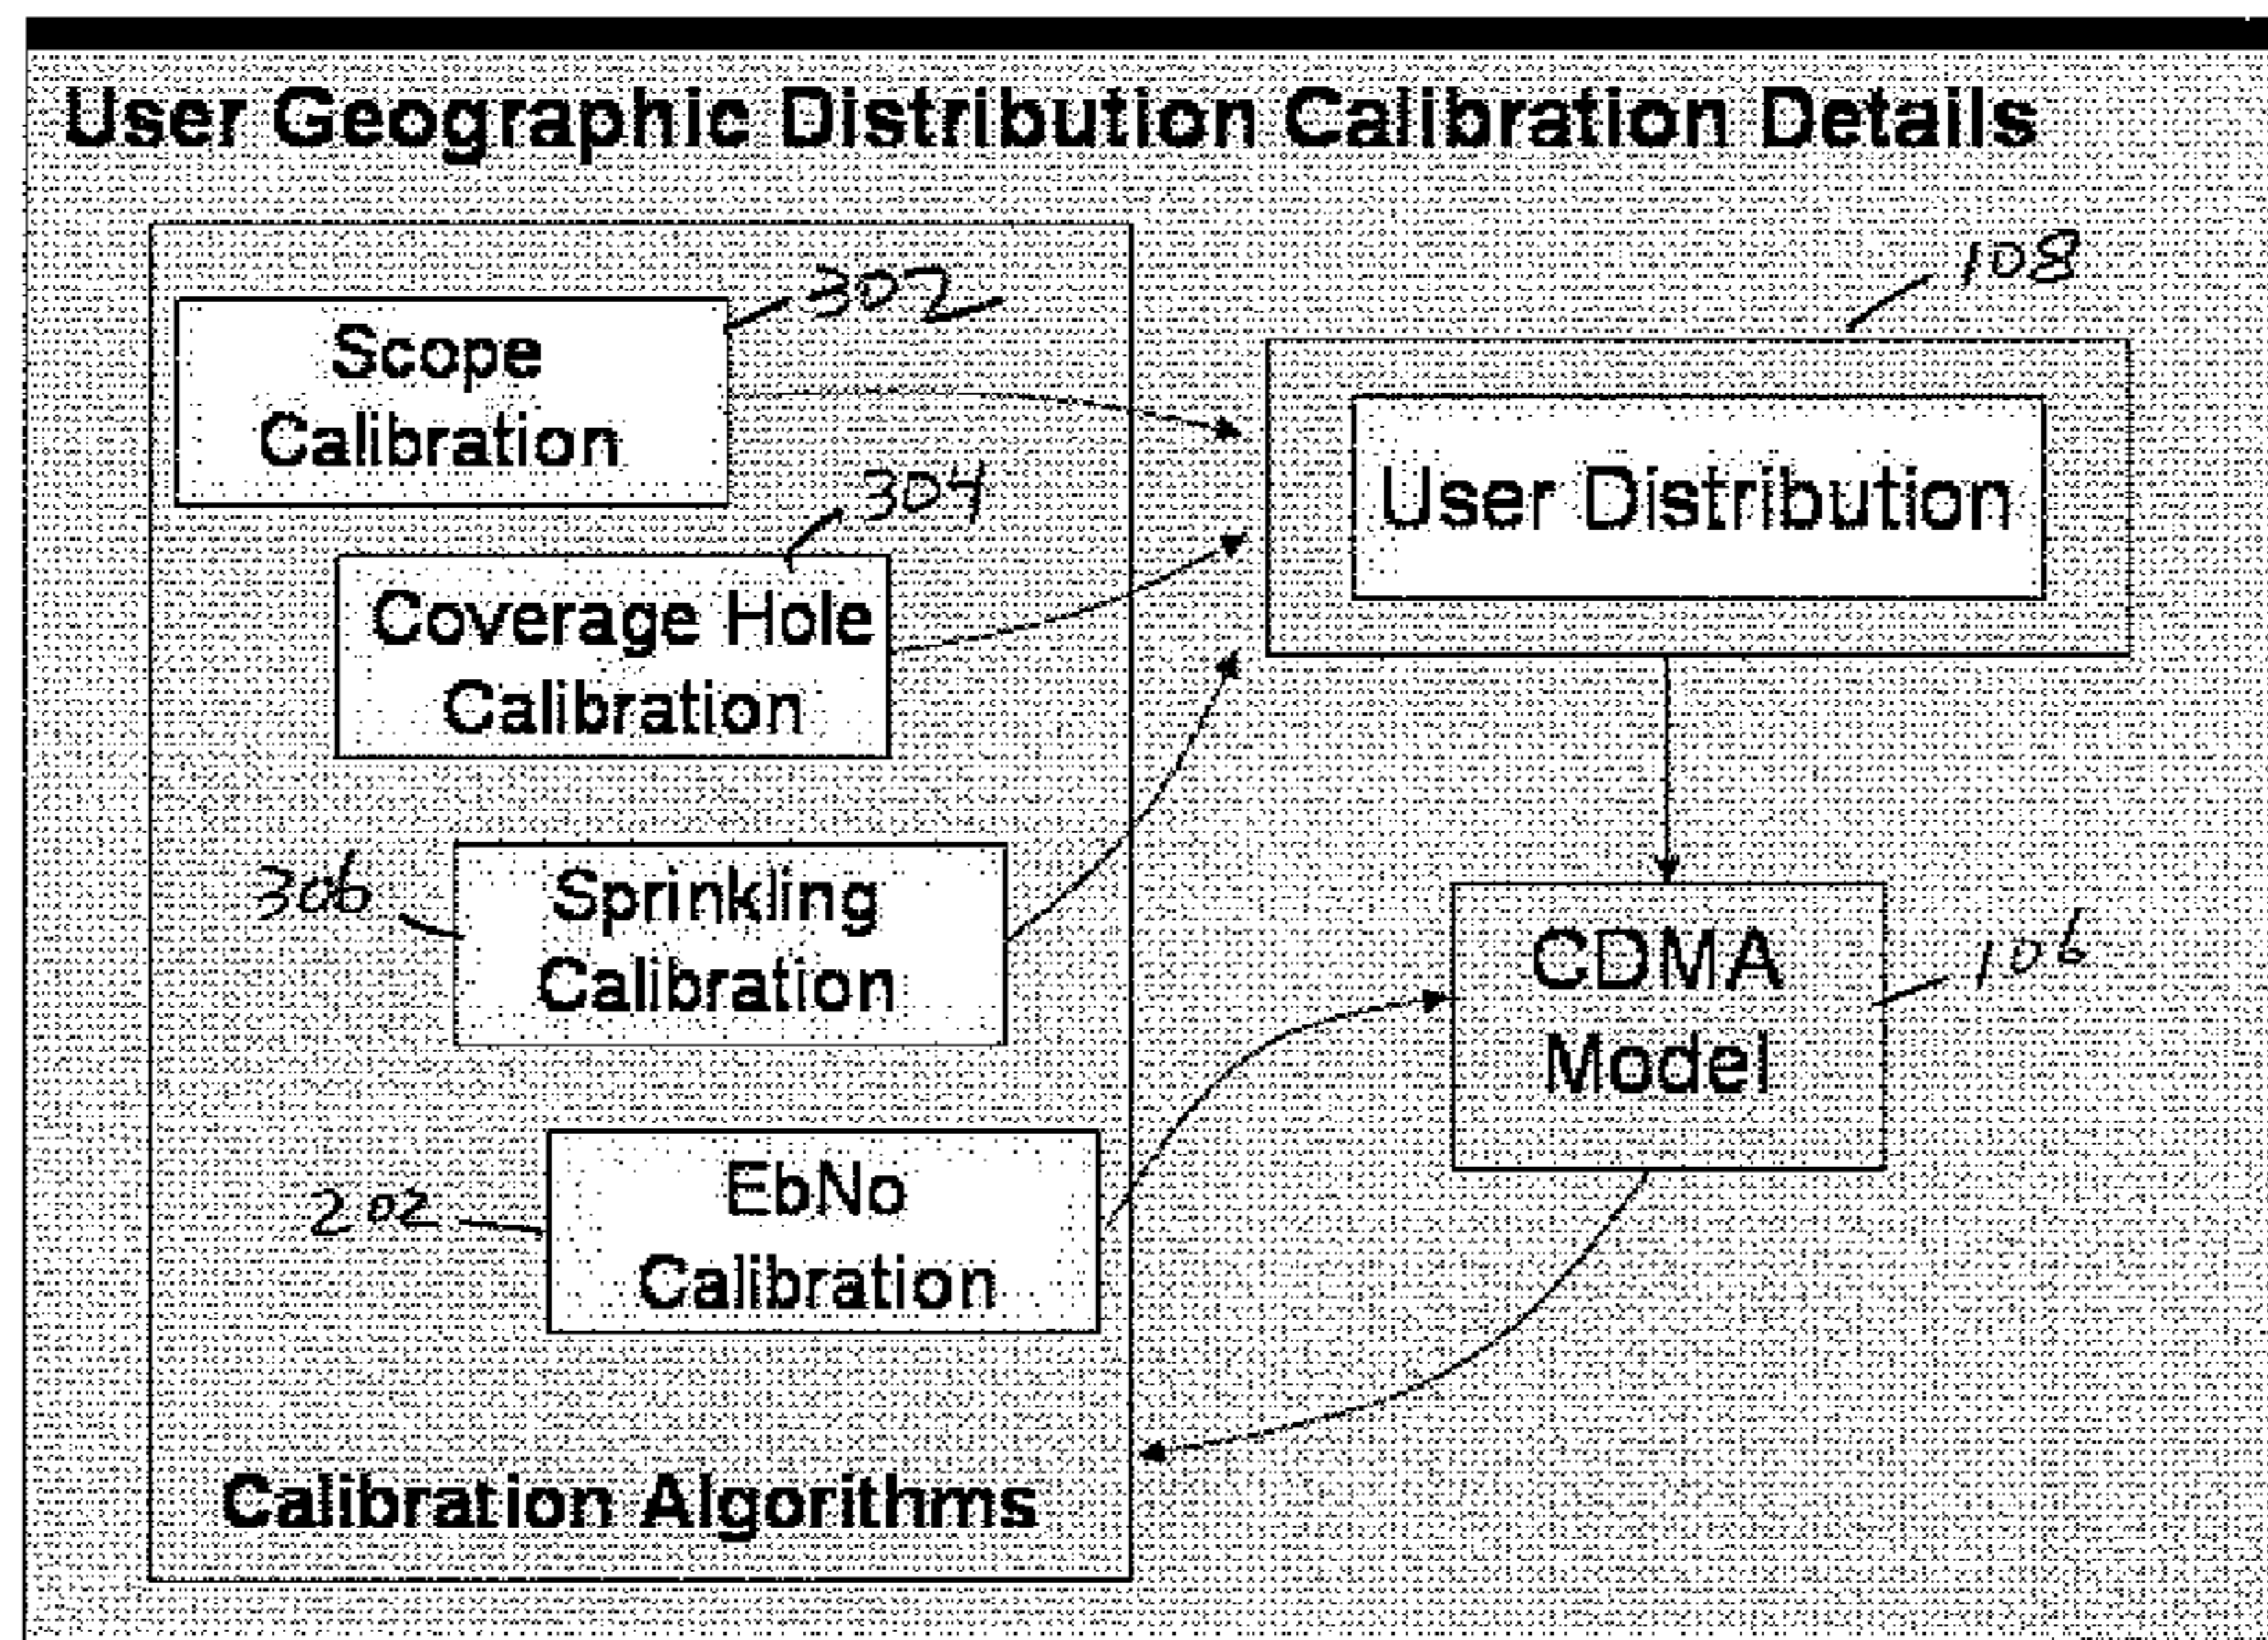 User Geographic Distribution Calibration Details
302
Scope
Calibration
304
Coverage Hole
Calibration
306
Sprinkling
Calibration
202
EbNo
Calibration
Calibration Algorithms
108
User Distribution
CDMA
Model
106